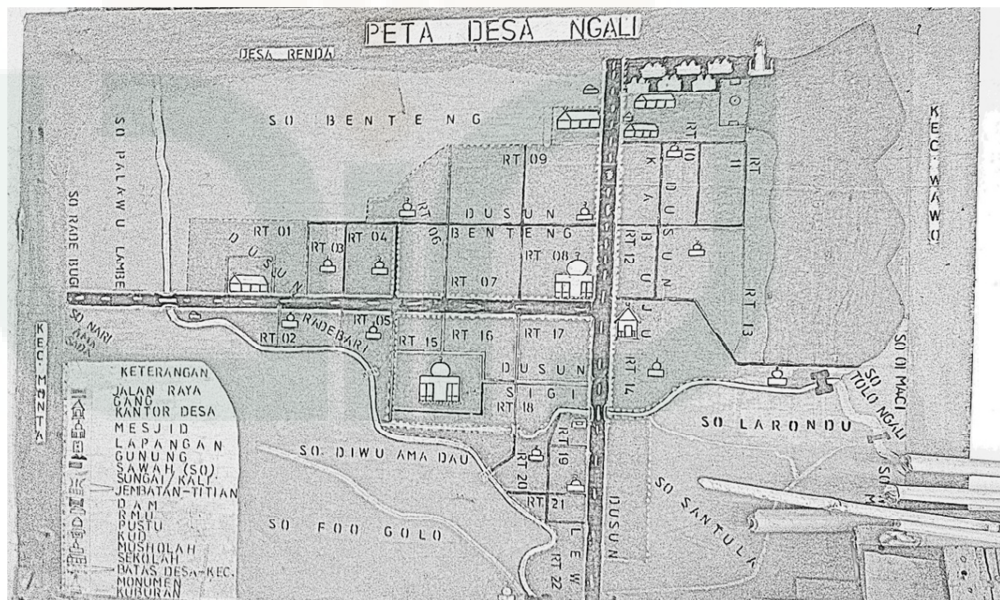 PETA DESA NGALI
DESA RENDA
KEC. WAWO
SO BENTENG
SO PALAWU LAMBE
SO RADE BUGI
RT 09
RT 10
RT 11
KABUJU
DUSUN
DUSUN
BENTENG
RT 01
RT 03
RT 04
RT 06
RT 07
RT 08
RT 12
RT 13
DUSUN
RADEBARI
RT 02
RT 05
RT 15
RT 16
RT 17
RT 14
SO NARI
AMA
SADA
KEC. MONTA
DUSUN
SIGI
RT 18
SO OI MACI
SO
TOLO NGALI
SO LARONDU
SO DIWU AMA DAU
RT 19
RT 20
RT 21
RT 22
SO SANTULA
SO FOO GOLO
DUSUN
LEW
KETERANGAN
JALAN RAYA
GANG
KANTOR DESA
MESJID
LAPANGAN
GUNUNG
SAWAH (SO)
SUNGAI/KALI
JEMBATAN-TITIAN
DAM
RMU
PUSTU
KUD
MUSHOLAH
SEKOLAH
BATAS DESA-KEC.
MONUMEN
KUBURAN